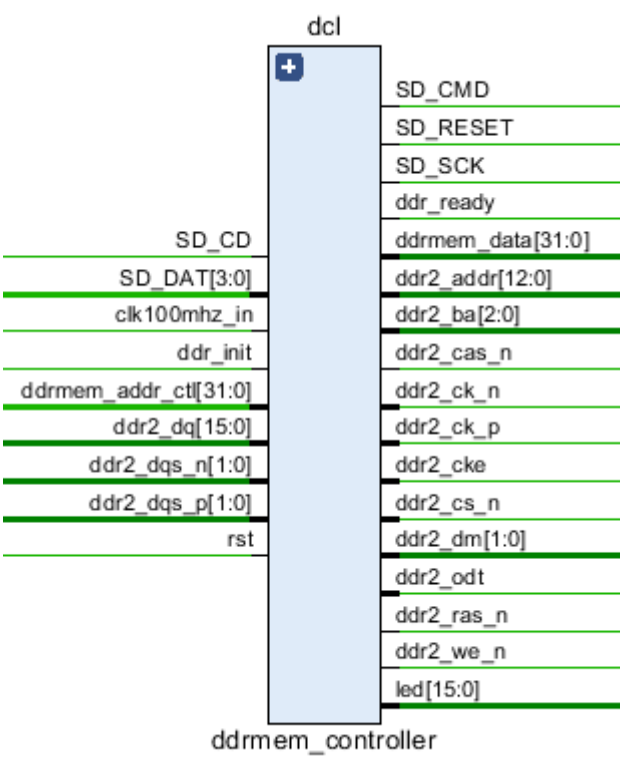 dcl
SD_CMD
SD_RESET
SD_SCK
ddr_ready
SD_CD
ddrmem_data[31:0]
SD_DAT[3:0]
ddr2_addr[12:0]
clk100mhz_in
ddr2_ba[2:0]
ddr_init
ddr2_cas_n
ddrmem_addr_ctl[31:0]
ddr2_ck_n
ddr2_dq[15:0]
ddr2_ck_p
ddr2_dqs_n[1:0]
ddr2_cke
ddr2_dqs_p[1:0]
ddr2_cs_n
rst
ddr2_dm[1:0]
ddr2_odt
ddr2_ras_n
ddr2_we_n
led[15:0]
ddrmem_controller